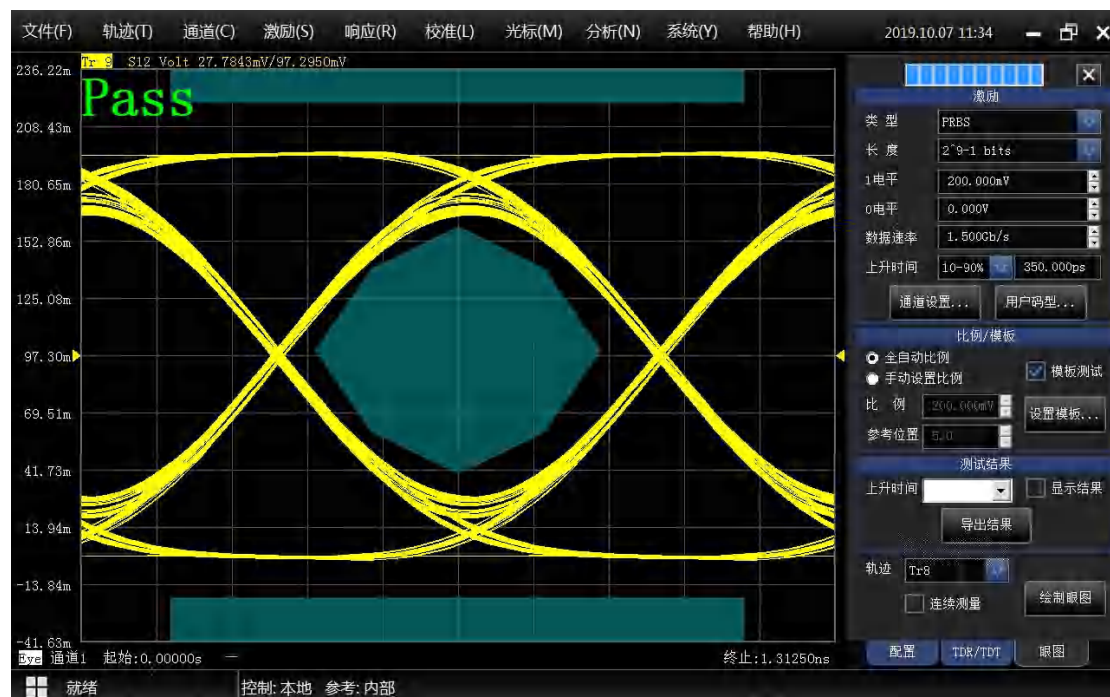 文件(F) 轨迹(T) 通道(C) 激励(S) 响应(R) 校准(L) 光标(M) 分析(N) 系统(Y) 帮助(H) 2019.10.07 11:34
Tr 9 S12 Volt 27.7843mV/97.2950mV
Pass
236.22m
208.43m
180.65m
152.86m
125.08m
97.30m
69.51m
41.73m
13.94m
-13.84m
-41.63m
Eye 通道1 起始:0.00000s — 终止:1.31250ns
激励
类 型 PRBS
长 度 2^9-1 bits
1电平 200.000mV
0电平 0.000V
数据速率 1.500Gb/s
上升时间 10-90% 350.000ps
通道设置... 用户码型...
比例/模板
全自动比例
手动设置比例
模板测试
比 例 200.000mV
设置模板...
参考位置 5.0
测试结果
上升时间 显示结果
导出结果
轨迹 Tr8
连续测量 绘制眼图
配置 TDR/TDT 眼图
就绪 控制: 本地 参考: 内部